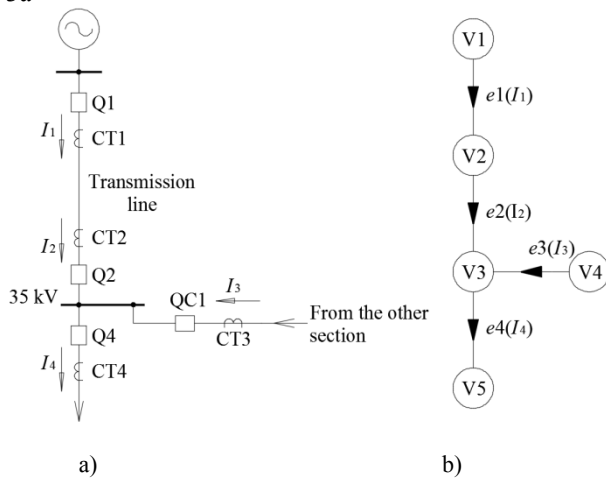 V1
Q1
I1
CT1
e1(I1)
V2
Transmission
line
I2
CT2
e2(I2)
Q2
e3(I3)
I3
V3
V4
35 kV
QC1
From the other
section
Q4
CT3
e4(I4)
I4
CT4
V5
a)
b)